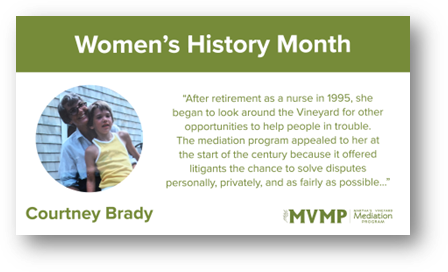 Women’s History Month
“After retirement as a nurse in 1995, she
began to look around the Vineyard for other
opportunities to help people in trouble.
The mediation program appealed to her at
the start of the century because it offered
litigants the chance to solve disputes
personally, privately, and as fairly as possible...”
Courtney Brady
MVMP
MARTHA'S VINEYARD
Mediation
PROGRAM